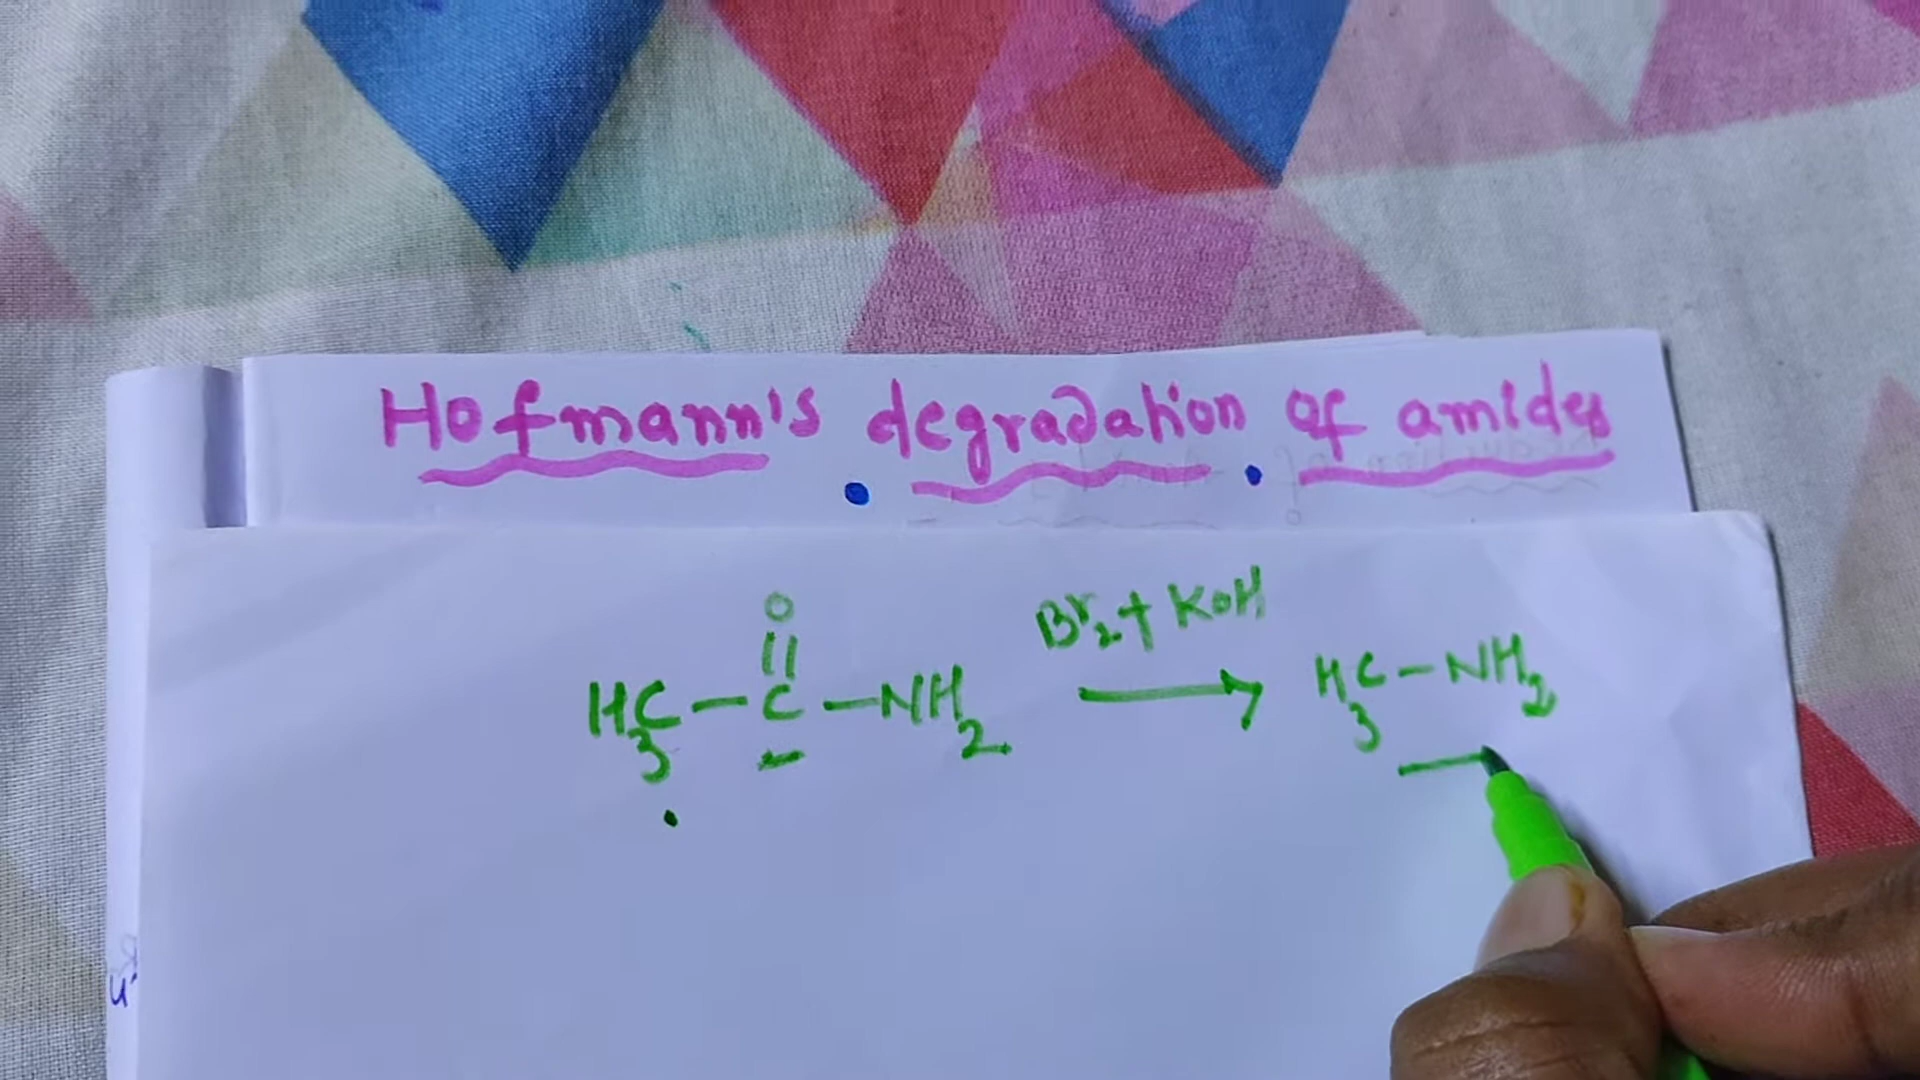 Hofmann's degradation of amides
O
||
Br2 + KOH
H3C-C-NH2 → H3C-NH2